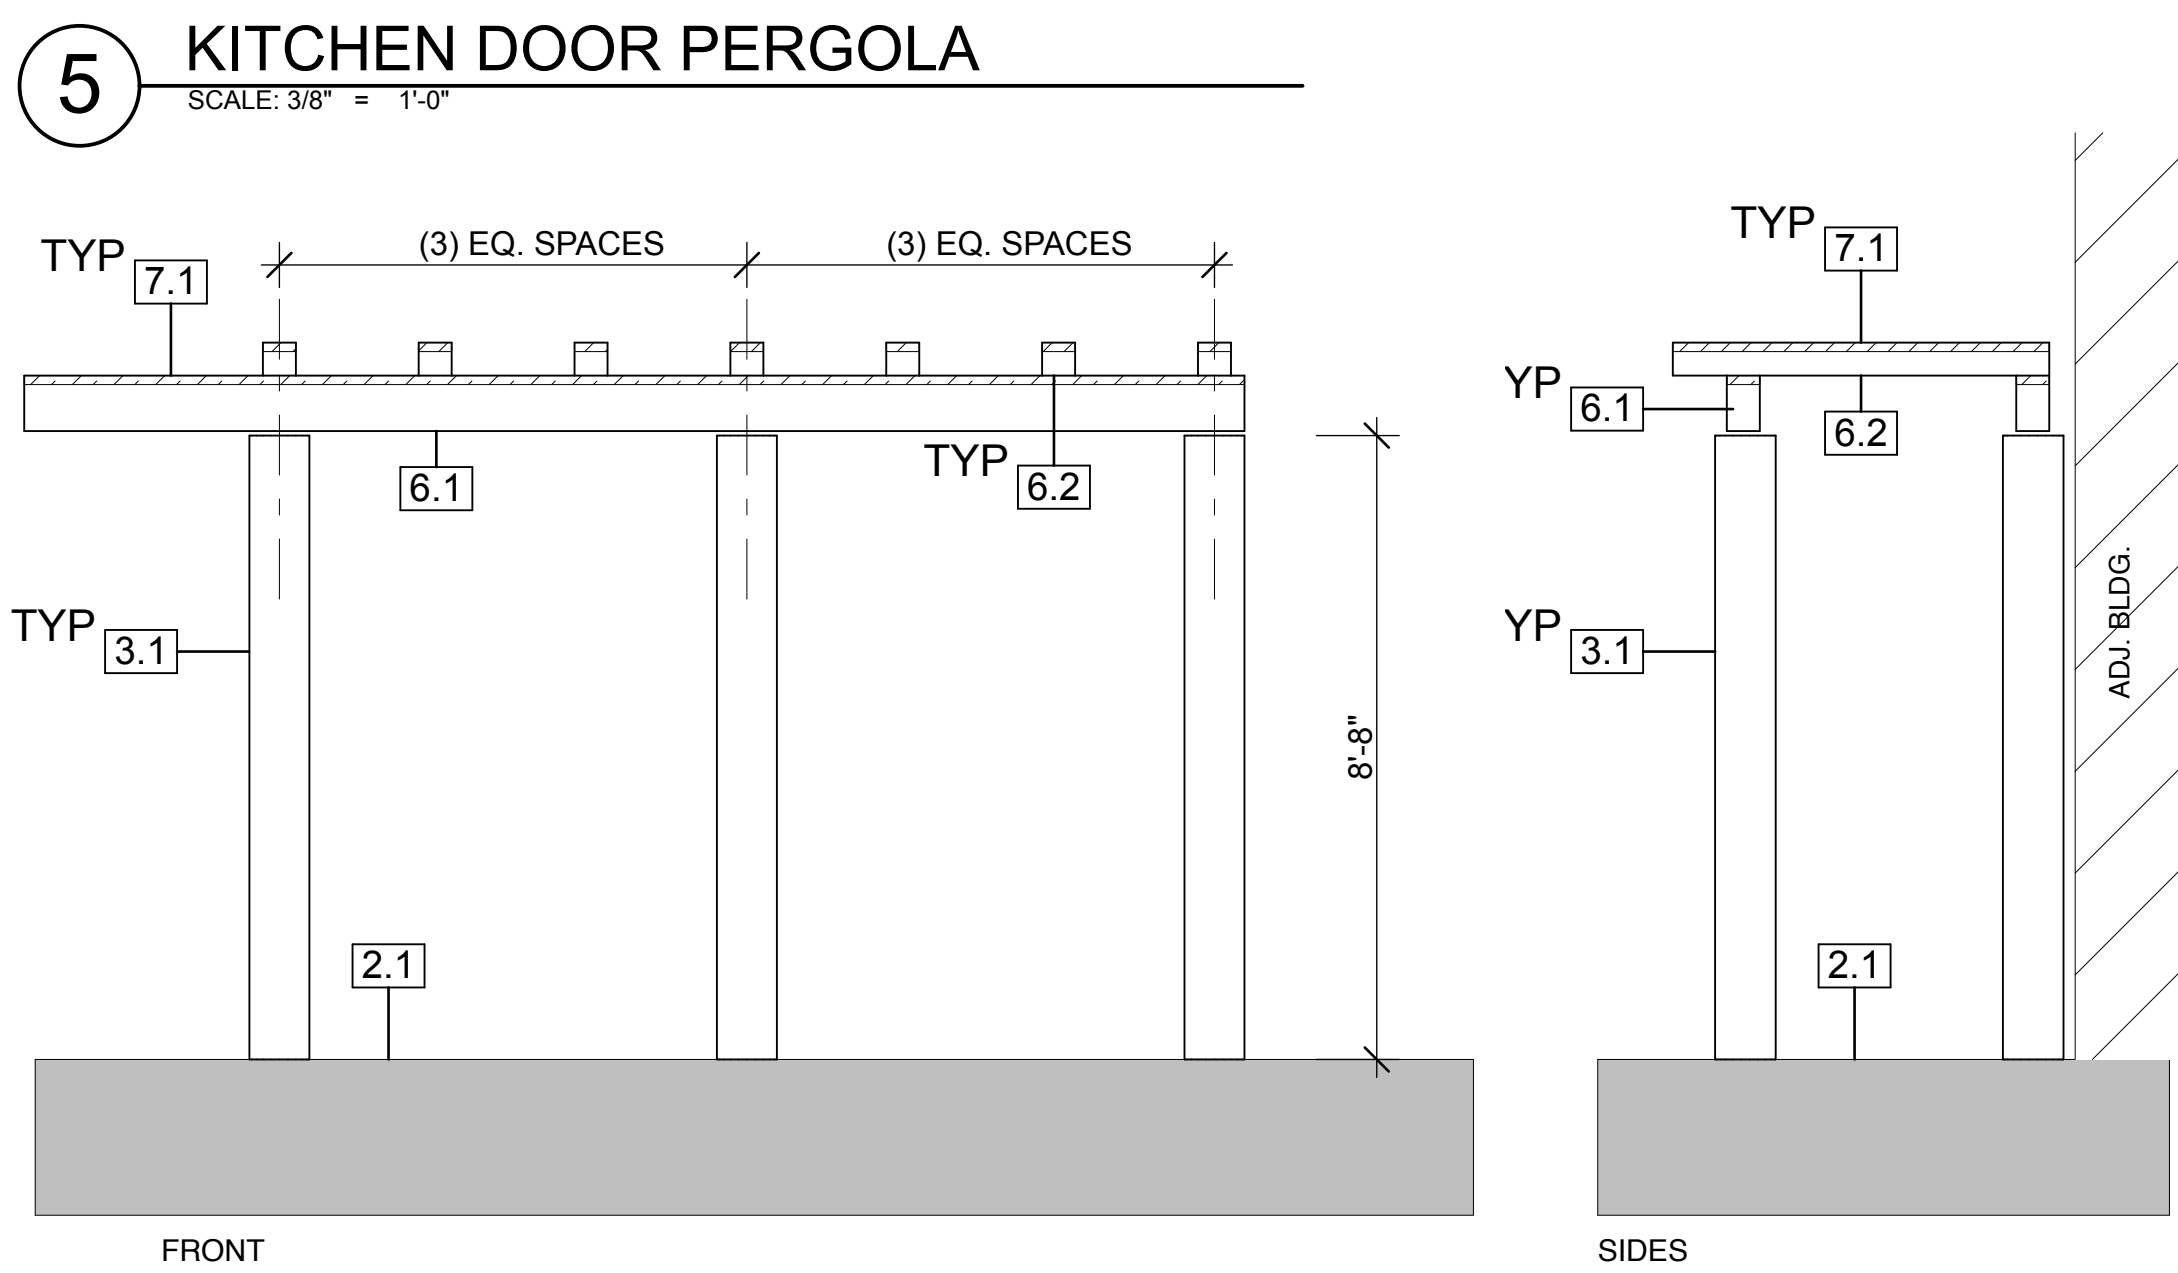 5
KITCHEN DOOR PERGOLA
SCALE: 3/8" = 1'-0"
(3) EQ. SPACES
(3) EQ. SPACES
TYP
7.1
TYP
6.1
6.2
TYP
3.1
2.1
8'-8"
FRONT
TYP
7.1
YP
6.1
6.2
YP
3.1
ADJ. BLDG.
2.1
SIDES